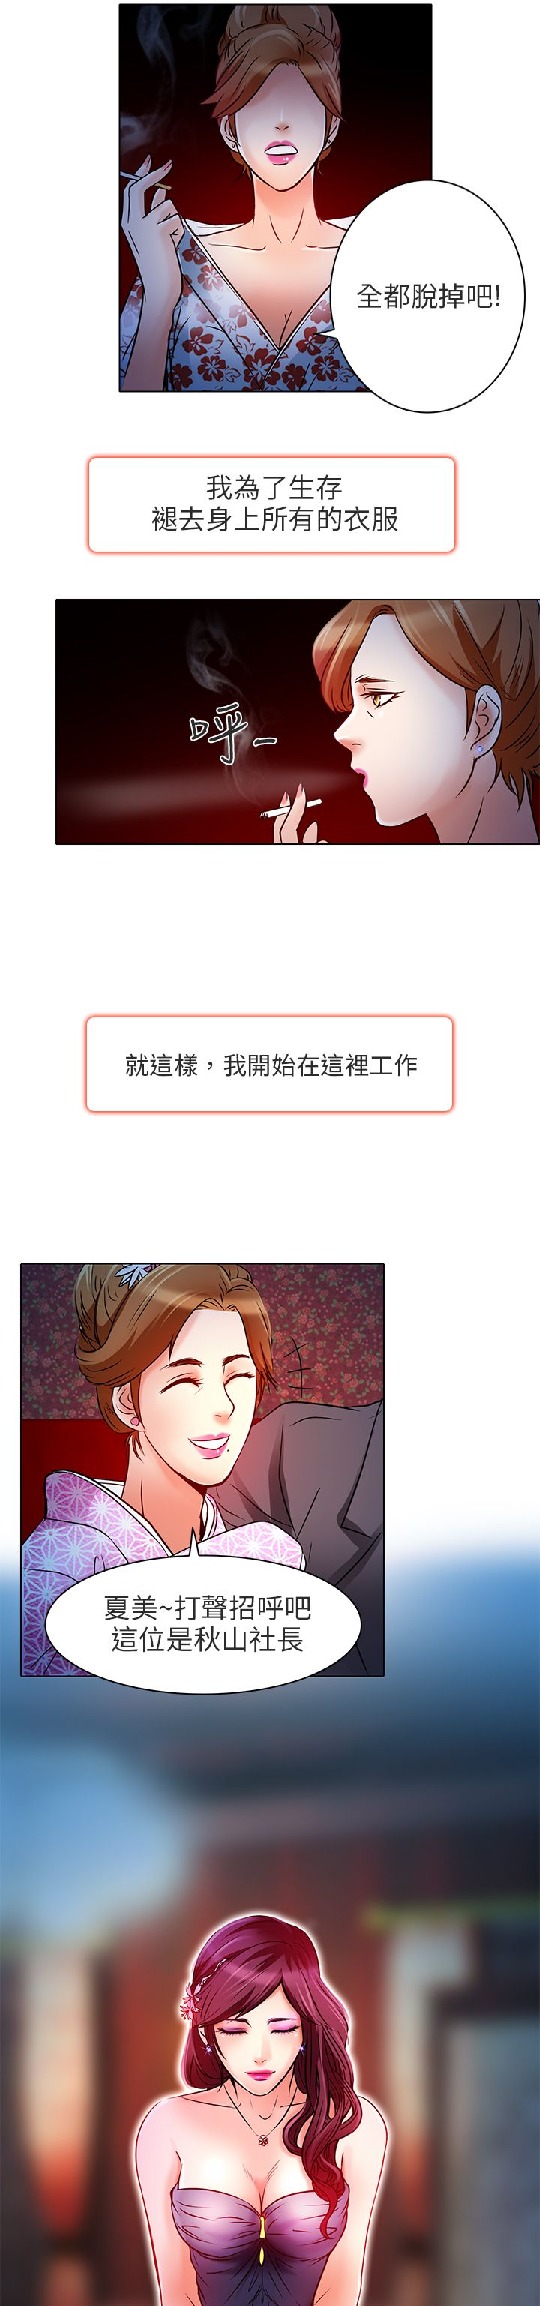 全都脫掉吧!
我為了生存
褪去身上所有的衣服
呼-
就這樣，我開始在這裡工作
夏美~打聲招呼吧
這位是秋山社長